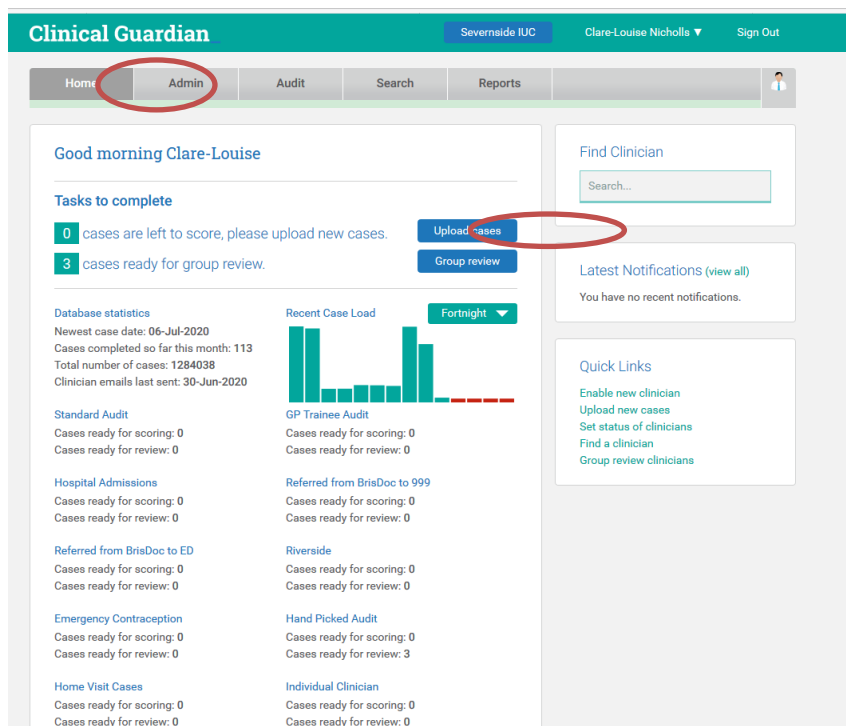 Clinical Guardian_
Severnside IUC
Clare-Louise Nicholls ▼
Sign Out
Home
Admin
Audit
Search
Reports
Good morning Clare-Louise
Tasks to complete
0 cases are left to score, please upload new cases.
Upload cases
3 cases ready for group review.
Group review
Database statistics
Newest case date: 06-Jul-2020
Cases completed so far this month: 113
Total number of cases: 1284038
Clinician emails last sent: 30-Jun-2020
Recent Case Load
Fortnight
Standard Audit
Cases ready for scoring: 0
Cases ready for review: 0
GP Trainee Audit
Cases ready for scoring: 0
Cases ready for review: 0
Hospital Admissions
Cases ready for scoring: 0
Cases ready for review: 0
Referred from BrisDoc to 999
Cases ready for scoring: 0
Cases ready for review: 0
Referred from BrisDoc to ED
Cases ready for scoring: 0
Cases ready for review: 0
Riverside
Cases ready for scoring: 0
Cases ready for review: 0
Emergency Contraception
Cases ready for scoring: 0
Cases ready for review: 0
Hand Picked Audit
Cases ready for scoring: 0
Cases ready for review: 3
Home Visit Cases
Cases ready for scoring: 0
Cases ready for review: 0
Individual Clinician
Cases ready for scoring: 0
Cases ready for review: 0
Find Clinician
Search...
Latest Notifications (view all)
You have no recent notifications.
Quick Links
Enable new clinician
Upload new cases
Set status of clinicians
Find a clinician
Group review clinicians